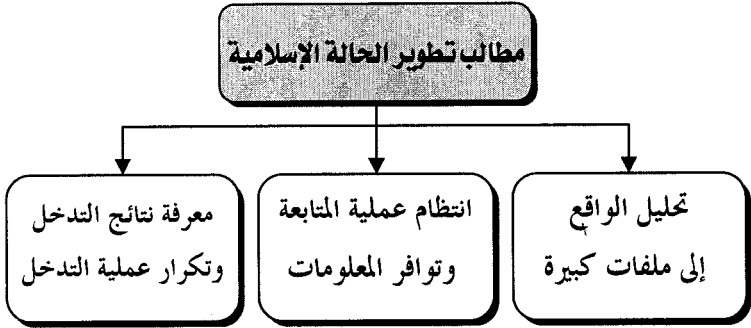 مطالب تطوير الحالة الإسلامية
تحليل الواقع
إلى ملفات كبيرة
انتظام عملية المتابعة
وتوافر المعلومات
معرفة نتائج التدخل
وتكرار عملية التدخل